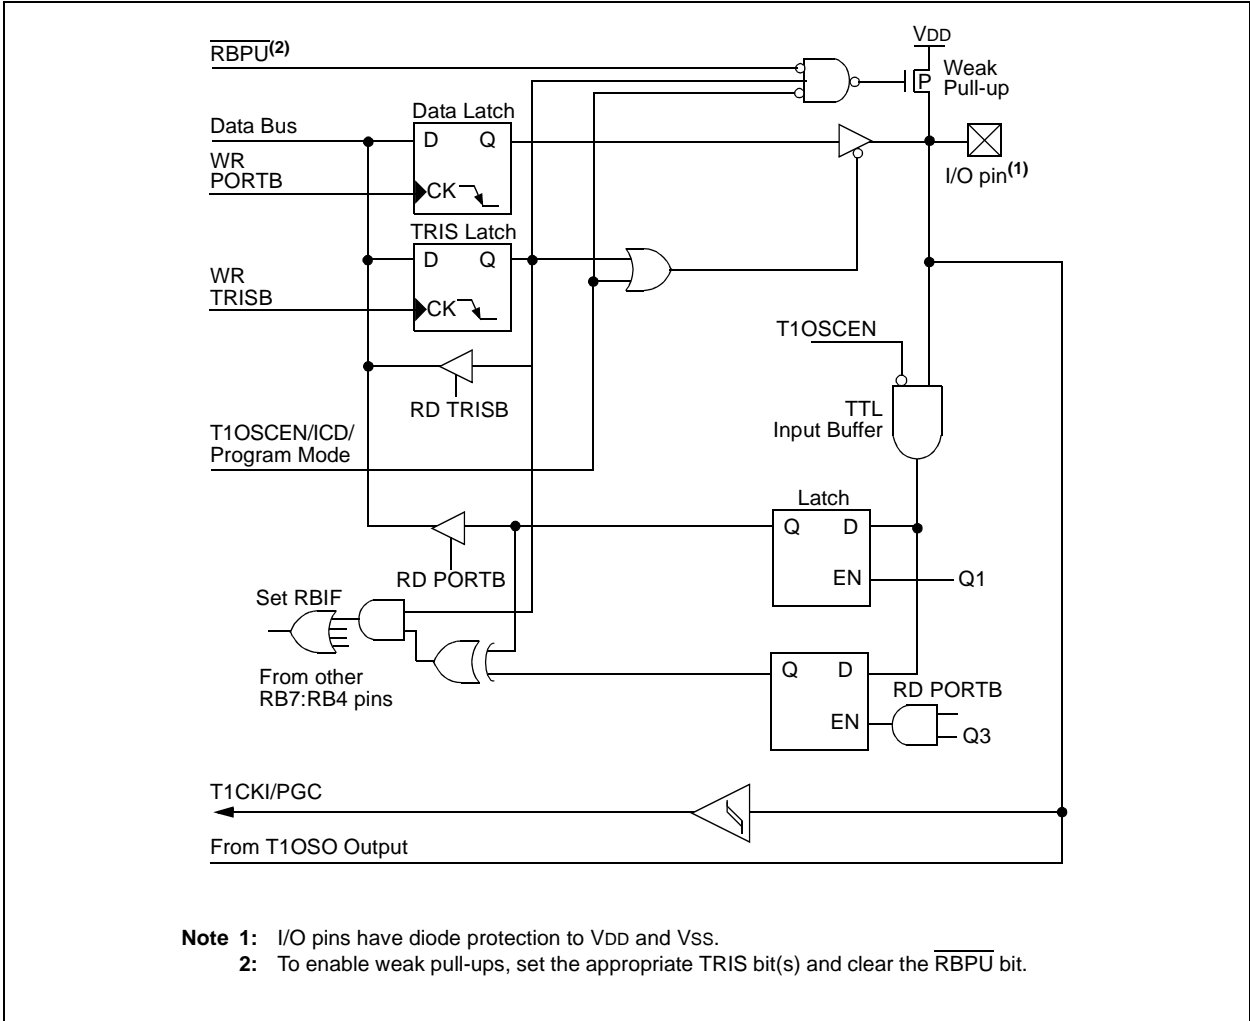 RBPU(2)
VDD
Weak
Pull-up
P
Data Latch
Data Bus
D Q
WR
PORTB
CK
I/O pin(1)
TRIS Latch
D Q
WR
TRISB
CK
T1OSCEN
RD TRISB
TTL
Input Buffer
T1OSCEN/ICD/
Program Mode
Latch
Q D
EN
Q1
RD PORTB
Set RBIF
From other
RB7:RB4 pins
Q D
RD PORTB
EN
Q3
T1CKI/PGC
From T1OSO Output
Note 1: I/O pins have diode protection to VDD and VSS.
2: To enable weak pull-ups, set the appropriate TRIS bit(s) and clear the RBPU bit.